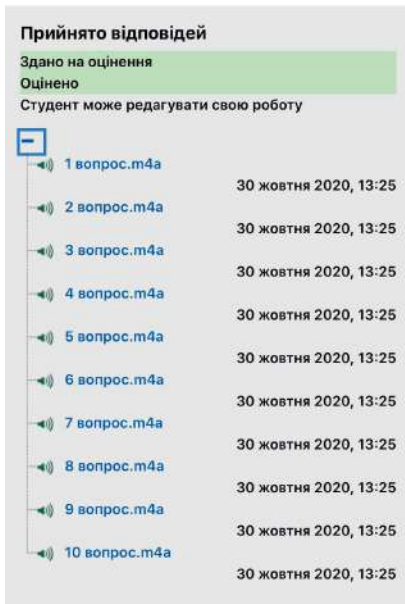 Прийнято відповідей
Здано на оцінення
Оцінено
Студент може редагувати свою роботу
1 вопрос.m4a
30 жовтня 2020, 13:25
2 вопрос.m4a
30 жовтня 2020, 13:25
3 вопрос.m4a
30 жовтня 2020, 13:25
4 вопрос.m4a
30 жовтня 2020, 13:25
5 вопрос.m4a
30 жовтня 2020, 13:25
6 вопрос.m4a
30 жовтня 2020, 13:25
7 вопрос.m4a
30 жовтня 2020, 13:25
8 вопрос.m4a
30 жовтня 2020, 13:25
9 вопрос.m4a
30 жовтня 2020, 13:25
10 вопрос.m4a
30 жовтня 2020, 13:25